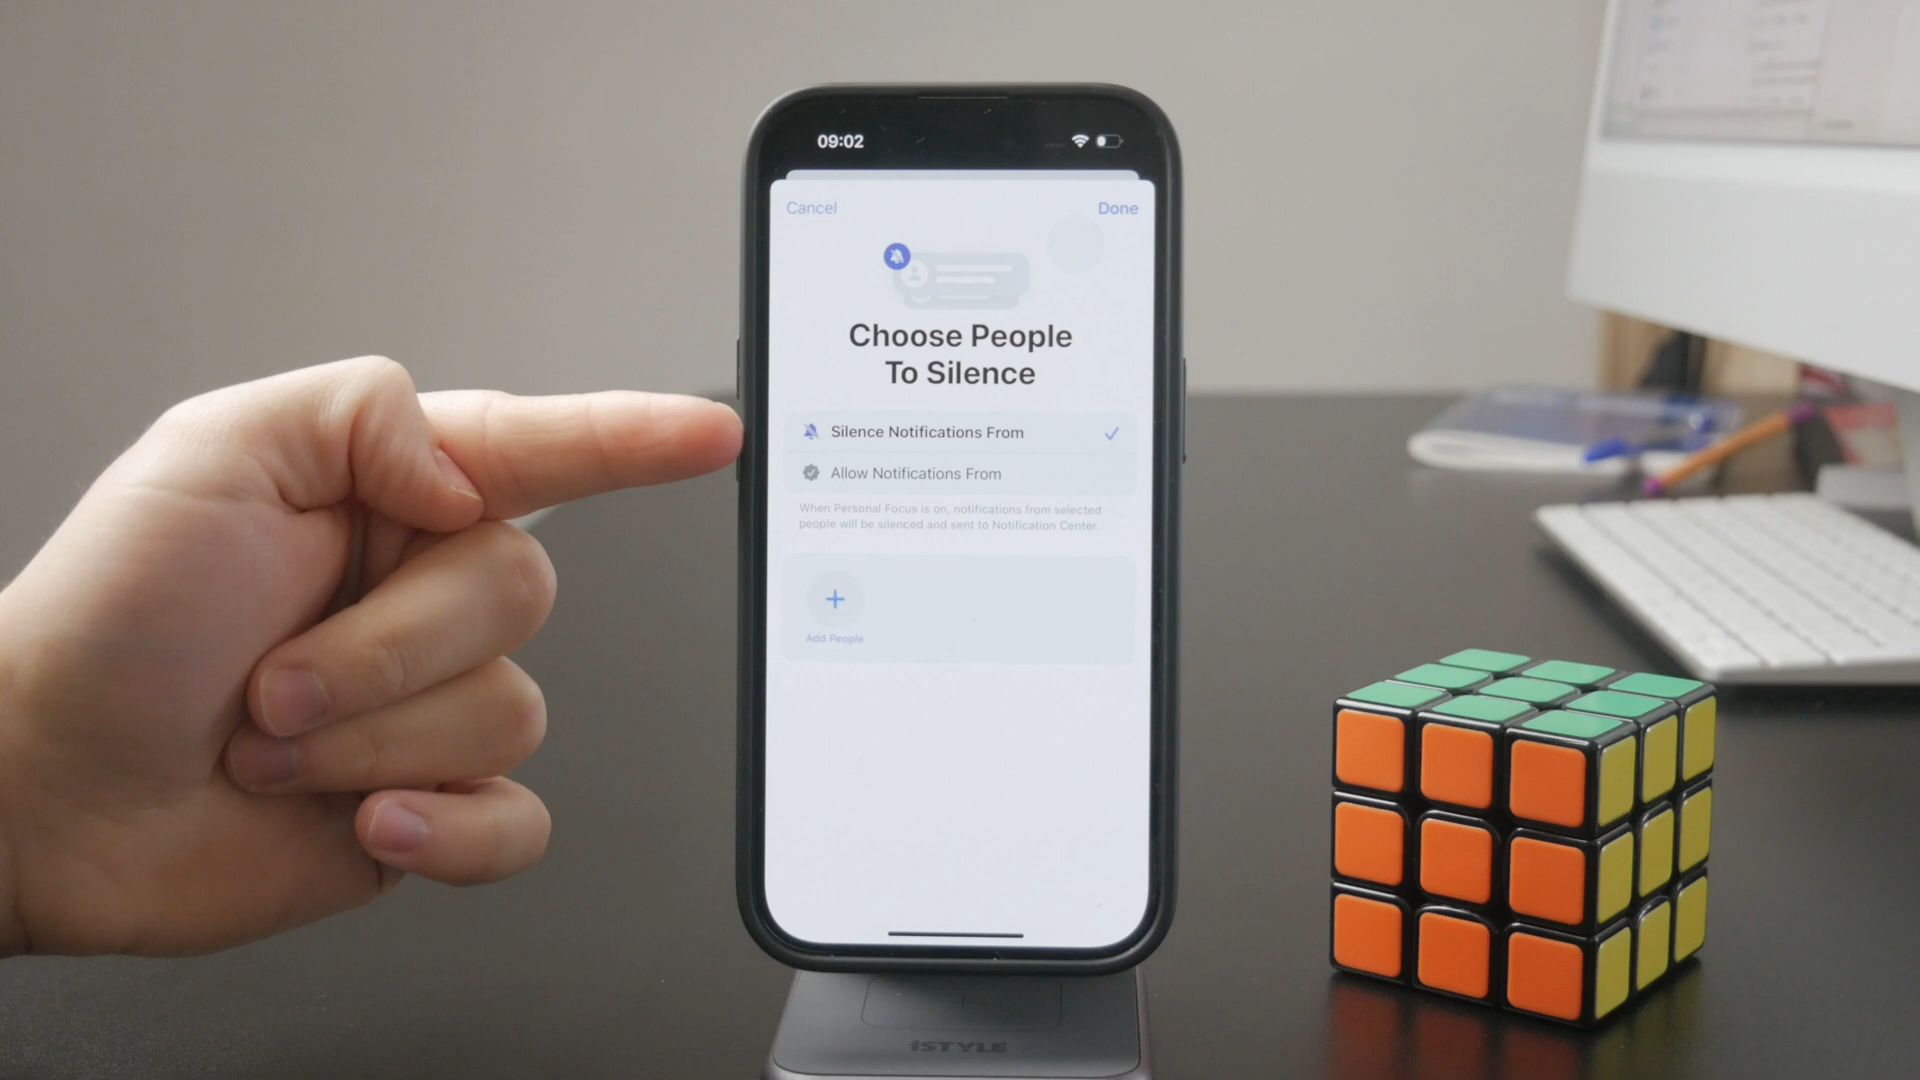 09:02
Cancel
Done
Choose People
To Silence
Silence Notifications From
Allow Notifications From
When Personal Focus is on, notifications from selected
people will be silenced and sent to Notification Center.
Add People
iSTYLE